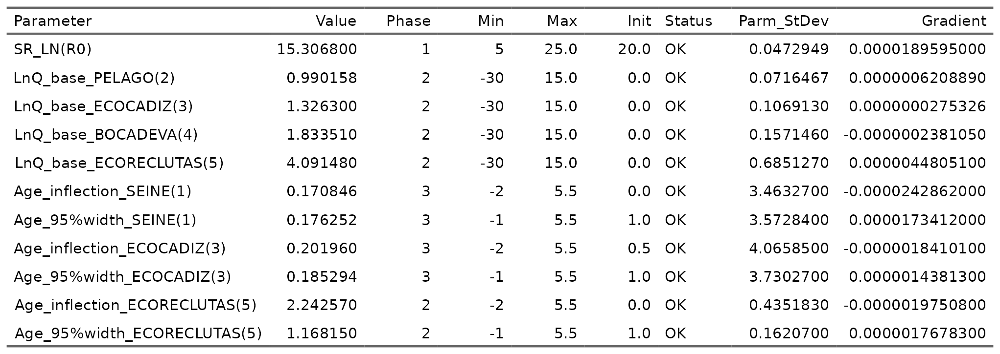 Parameter Value Phase Min Max Init Status Parm_StDev Gradient
SR_LN(R0) 15.306800 1 5 25.0 20.0 OK 0.0472949 0.0000189595000
LnQ_base_PELAGO(2) 0.990158 2 -30 15.0 0.0 OK 0.0716467 0.0000006208890
LnQ_base_ECOCADIZ(3) 1.326300 2 -30 15.0 0.0 OK 0.1069130 0.0000000275326
LnQ_base_BOCADEVA(4) 1.833510 2 -30 15.0 0.0 OK 0.1571460 -0.0000002381050
LnQ_base_ECORECLUTAS(5) 4.091480 2 -30 15.0 0.0 OK 0.6851270 0.0000044805100
Age_inflection_SEINE(1) 0.170846 3 -2 5.5 0.0 OK 3.4632700 -0.0000242862000
Age_95%width_SEINE(1) 0.176252 3 -1 5.5 1.0 OK 3.5728400 0.0000173412000
Age_inflection_ECOCADIZ(3) 0.201960 3 -2 5.5 0.5 OK 4.0658500 -0.0000018410100
Age_95%width_ECOCADIZ(3) 0.185294 3 -1 5.5 1.0 OK 3.7302700 0.0000014381300
Age_inflection_ECORECLUTAS(5) 2.242570 2 -2 5.5 0.0 OK 0.4351830 -0.0000019750800
Age_95%width_ECORECLUTAS(5) 1.168150 2 -1 5.5 1.0 OK 0.1620700 0.0000017678300